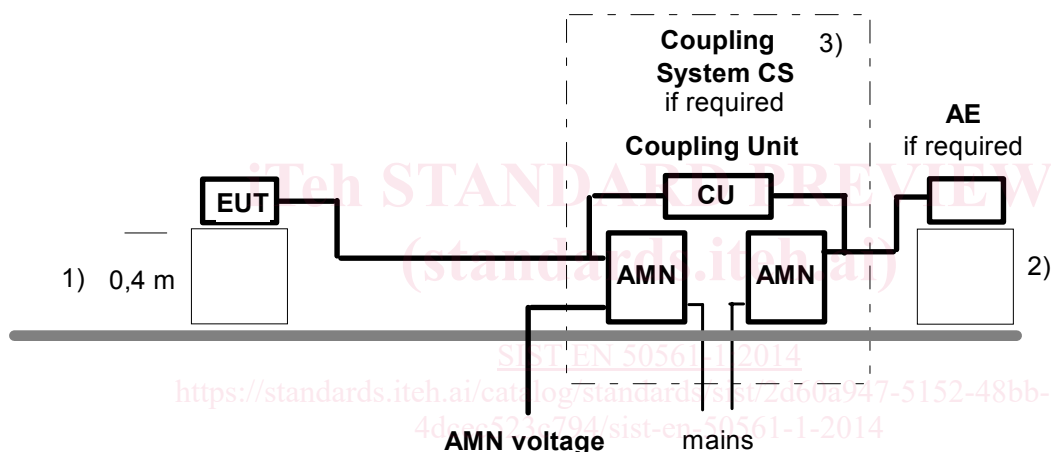 Coupling 3)
System CS
if required
AE
if required
Coupling Unit
iTeh STANDARD PREVIEW
EUT
CU
(standards.iteh.ai)
AMN
AMN
1) 0,4 m
2)
SIST EN 50561-1:2014
https://standards.iteh.ai/catalog/standards/sist/2d60a947-5152-48bb-
4dcec523c794/sist-en-50561-1-2014
AMN voltage
mains